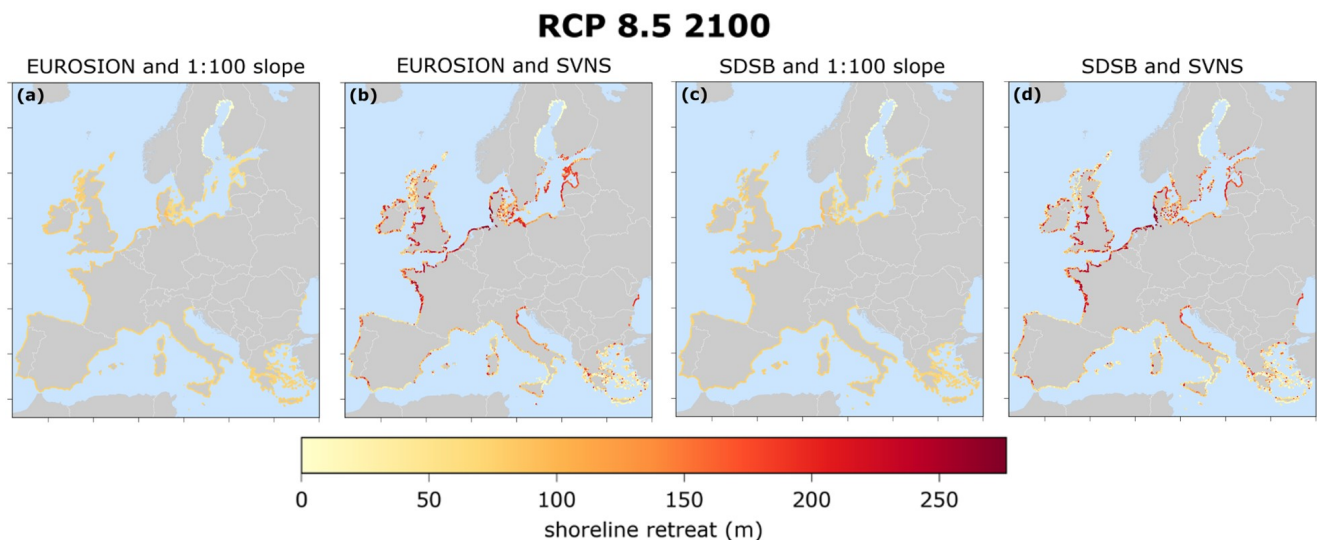 RCP 8.5 2100
EUROSION and 1:100 slope
EUROSION and SVNS
SDSB and 1:100 slope
SDSB and SVNS
(a)
(b)
(c)
(d)
0 50 100 150 200 250
shoreline retreat (m)